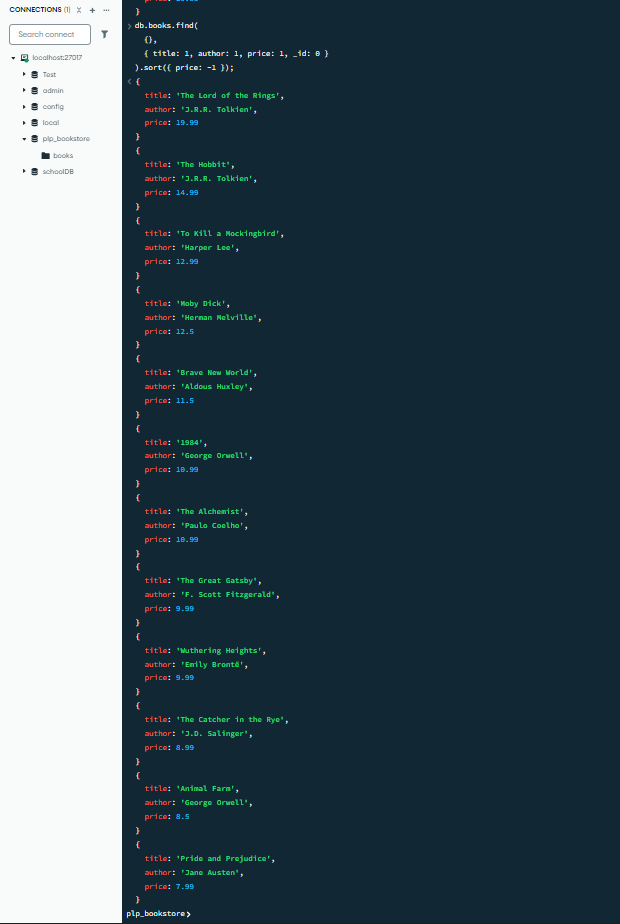 CONNECTIONS (1)
Search connect
localhost:27017
Test
admin
config
local
plp_bookstore
books
schoolDB
}
db.books.find(
{},
{ title: 1, author: 1, price: 1, _id: 0 }
).sort({ price: -1 });
{
title: 'The Lord of the Rings',
author: 'J.R.R. Tolkien',
price: 19.99
}
{
title: 'The Hobbit',
author: 'J.R.R. Tolkien',
price: 14.99
}
{
title: 'To Kill a Mockingbird',
author: 'Harper Lee',
price: 12.99
}
{
title: 'Moby Dick',
author: 'Herman Melville',
price: 12.5
}
{
title: 'Brave New World',
author: 'Aldous Huxley',
price: 11.5
}
{
title: '1984',
author: 'George Orwell',
price: 10.99
}
{
title: 'The Alchemist',
author: 'Paulo Coelho',
price: 10.99
}
{
title: 'The Great Gatsby',
author: 'F. Scott Fitzgerald',
price: 9.99
}
{
title: 'Wuthering Heights',
author: 'Emily Brontë',
price: 9.99
}
{
title: 'The Catcher in the Rye',
author: 'J.D. Salinger',
price: 8.99
}
{
title: 'Animal Farm',
author: 'George Orwell',
price: 8.5
}
{
title: 'Pride and Prejudice',
author: 'Jane Austen',
price: 7.99
}
plp_bookstore>